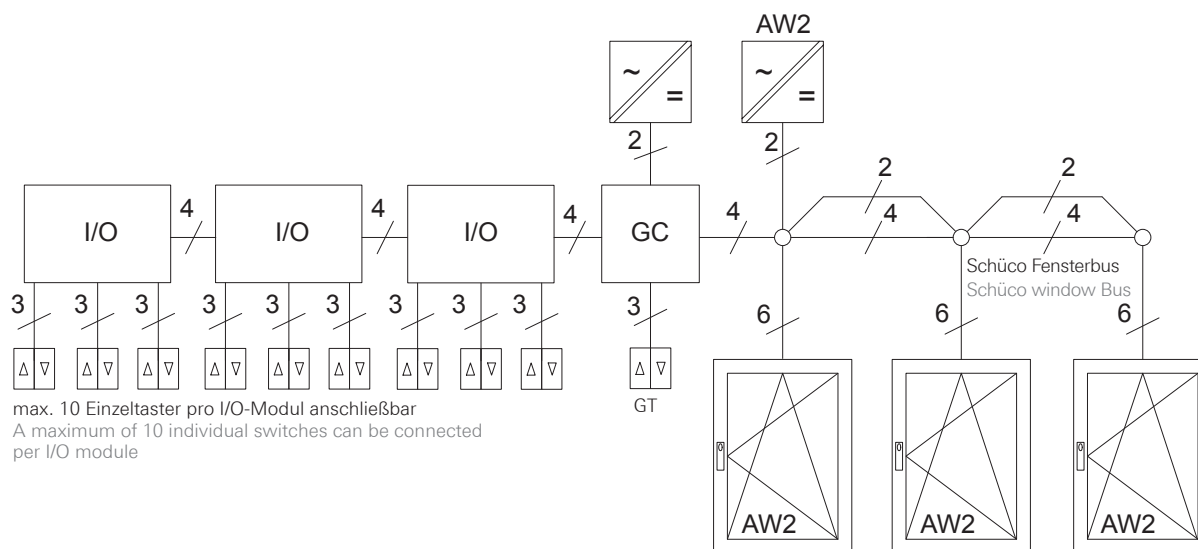 AW2
~
=
~
=
2
2
2
2
I/O
4
I/O
4
I/O
4
GC
4
4
4
Schüco Fensterbus
Schüco window Bus
3
3
3
3
3
3
3
3
3
3
6
6
6
GT
max. 10 Einzeltaster pro I/O-Modul anschließbar
A maximum of 10 individual switches can be connected
per I/O module
AW2
AW2
AW2